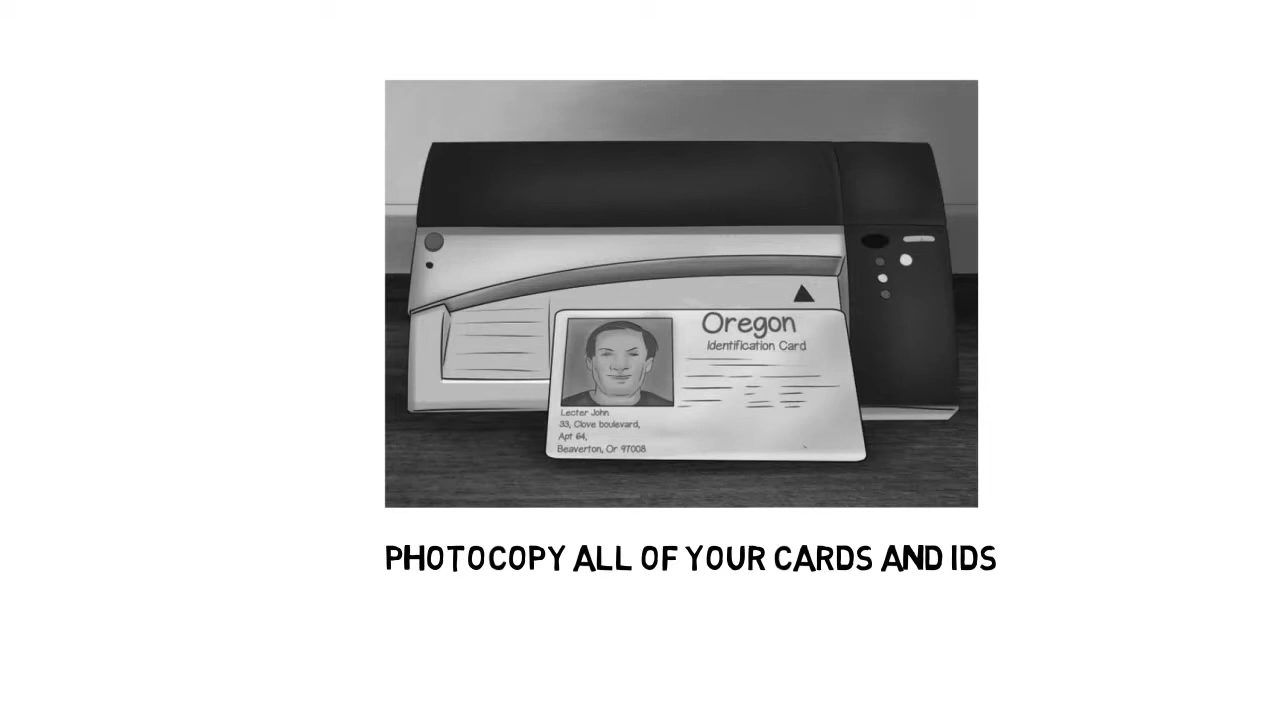 Oregon
Identification Card
Lecter John
33, Clove boulevard,
Apt 64,
Beaverton, Or 97008
PHOTOCOPY ALL OF YOUR CARDS AND IDS